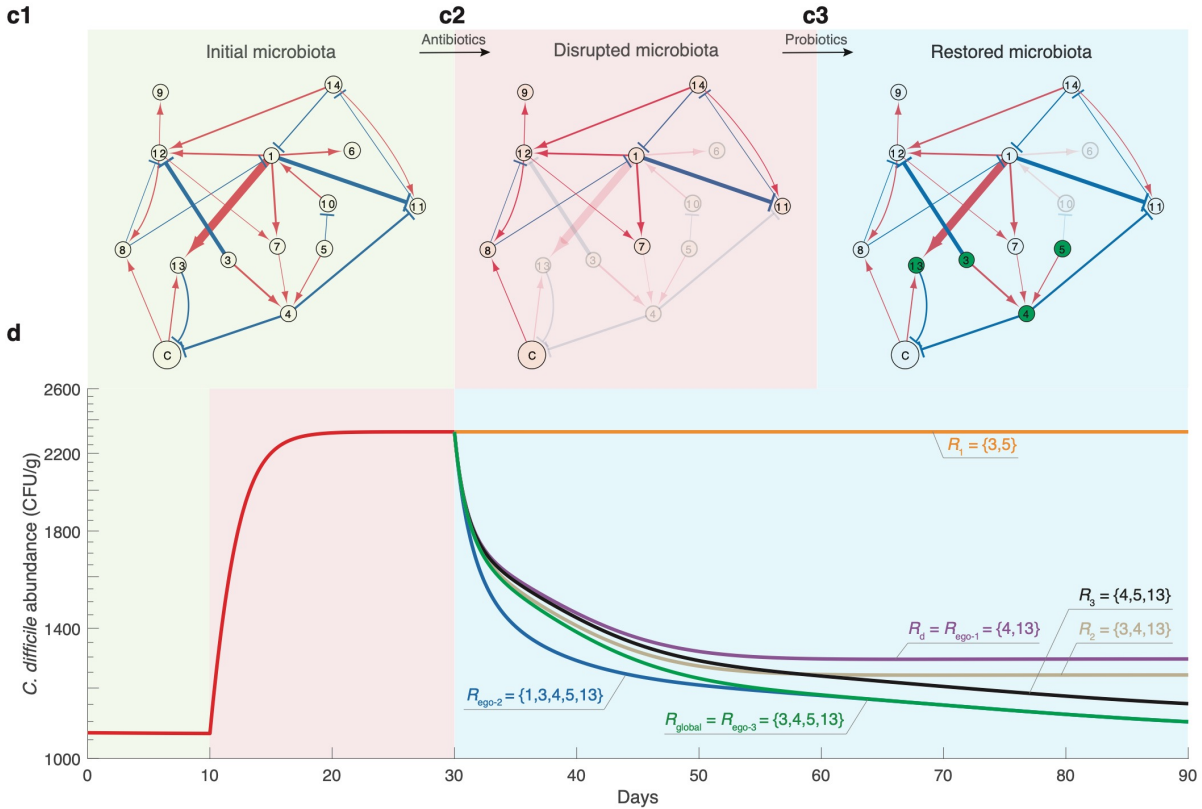 c1
c2
c3
Antibiotics
Probiotics
Initial microbiota
Disrupted microbiota
Restored microbiota
14
9
12
1
6
10
11
8
13
3
7
5
4
C
14
9
12
1
6
10
11
8
13
3
7
5
4
C
14
9
12
1
6
10
11
8
13
3
7
5
4
C
d
C. difficile abundance (CFU/g)
2600
2200
1800
1400
1000
R1 = {3,5}
R3 = {4,5,13}
Rd = Rego-1 = {4,13}
R2 = {3,4,13}
Rego-2 = {1,3,4,5,13}
Rglobal = Rego-3 = {3,4,5,13}
0
10
20
30
40
50
60
70
80
90
Days